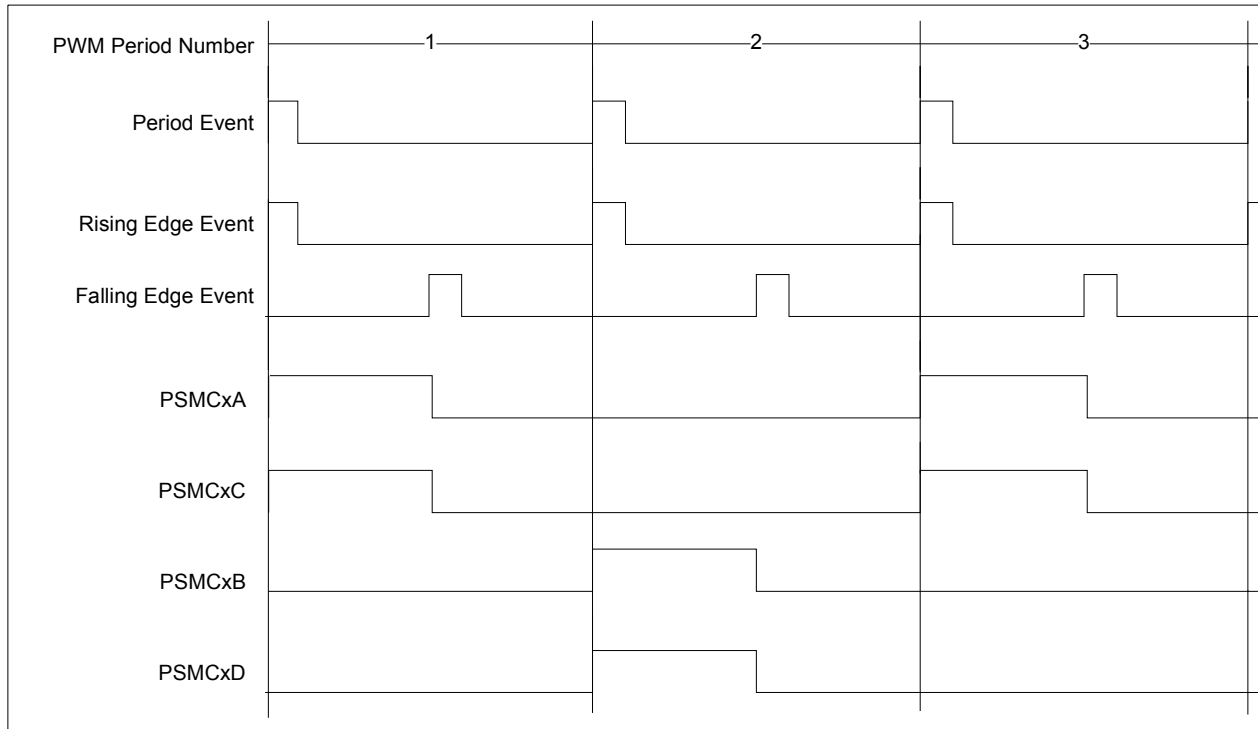 PWM Period Number
1
2
3
Period Event
Rising Edge Event
Falling Edge Event
PSMCxA
PSMCxC
PSMCxB
PSMCxD